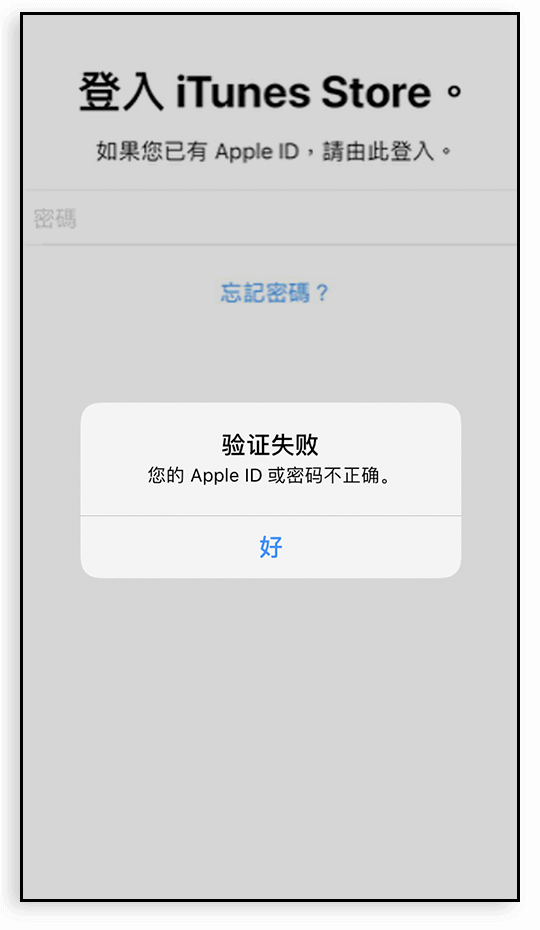 登入 iTunes Store。
如果您已有 Apple ID，請由此登入。
密碼
忘記密碼？
验证失败
您的 Apple ID 或密码不正确。
好